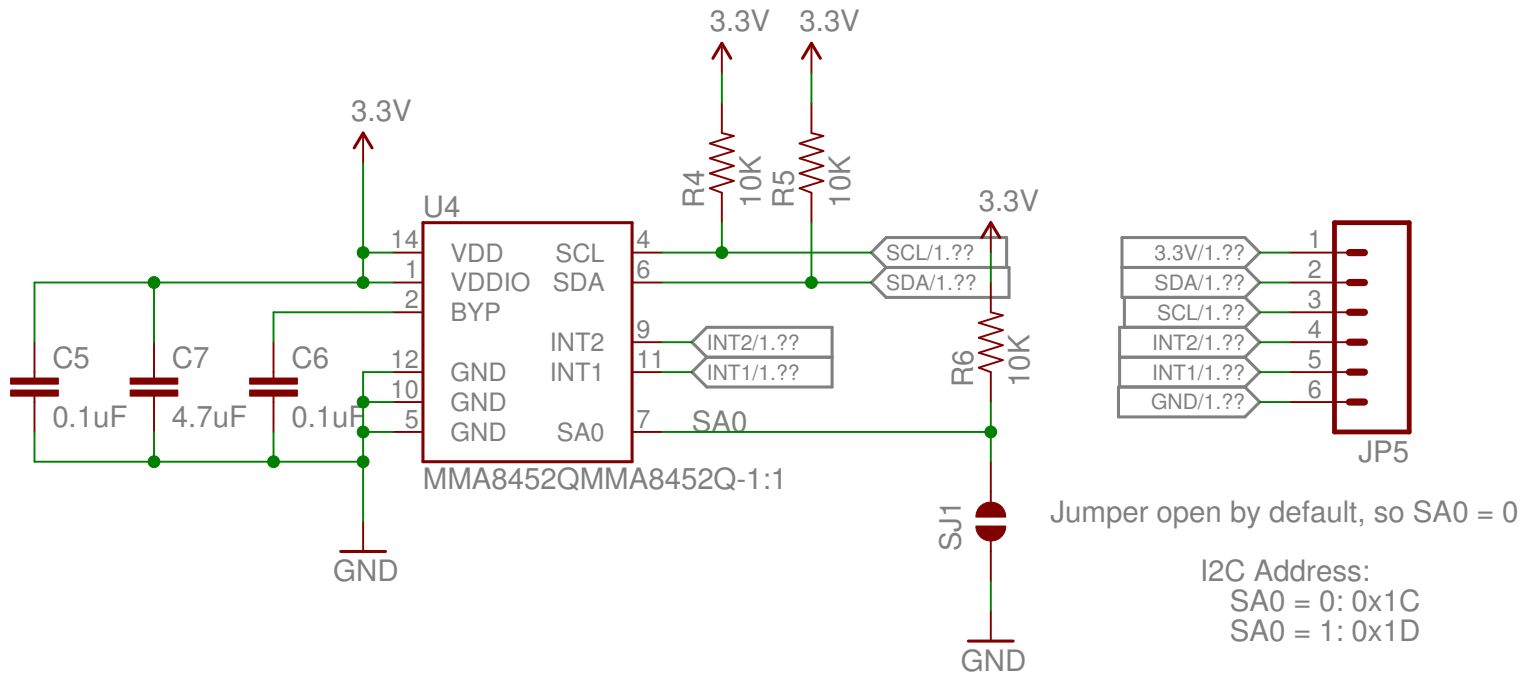 3.3V
3.3V
3.3V
R4
10K
R5
10K
3.3V
U4
14
VDD
SCL
4
SCL/1.??
1
VDDIO
SDA
6
SDA/1.??
2
BYP
INT2
9
INT2/1.??
12
GND
INT1
11
INT1/1.??
10
GND
5
GND
SA0
7
SA0
MMA8452QMMA8452Q-1:1
C5
0.1uF
C7
4.7uF
C6
0.1uF
GND
R6
10K
SJ1
GND
3.3V/1.??
1
SDA/1.??
2
SCL/1.??
3
INT2/1.??
4
INT1/1.??
5
GND/1.??
6
JP5
Jumper open by default, so SA0 = 0
I2C Address:
SA0 = 0: 0x1C
SA0 = 1: 0x1D